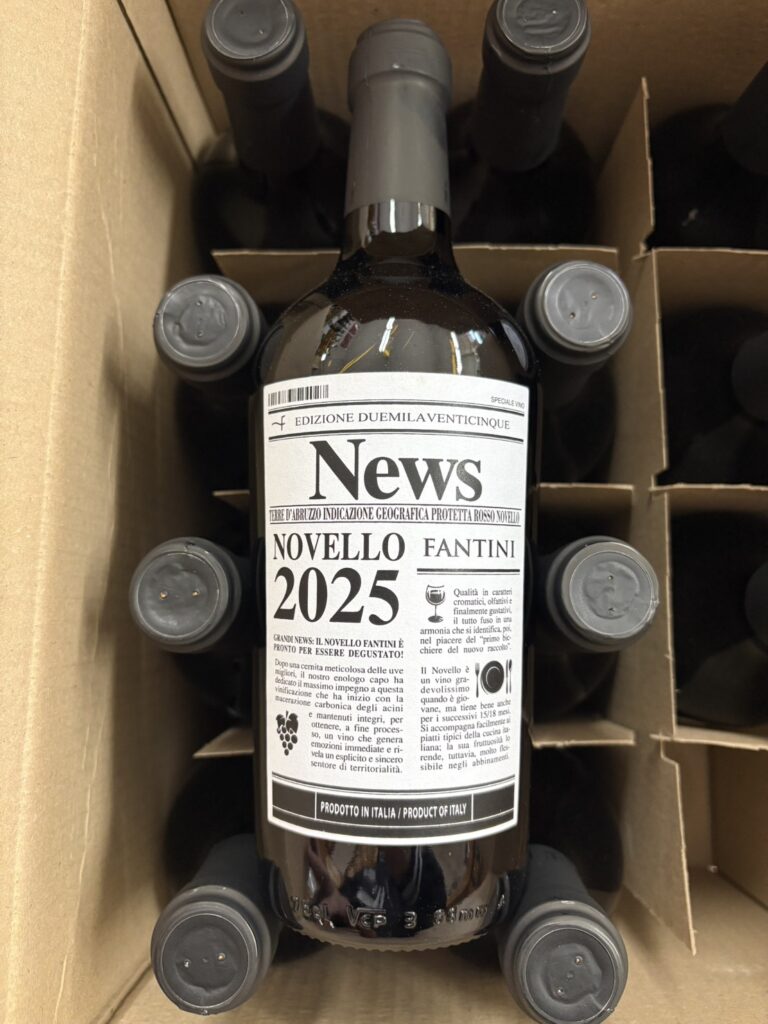 SPECIALE VINO
EDIZIONE DUEMILAVENTICINQUE
News
TERRE D'ABRUZZO INDICAZIONE GEOGRAFICA PROTETTA ROSSO NOVELLO
NOVELLO
2025
GRANDI NEWS: IL NOVELLO FANTINI È
PRONTO PER ESSERE DEGUSTATO!
Dopo una cernita meticolosa delle uve
migliori, il nostro enologo capo ha
dedicato il massimo impegno a questa
vinificazione che ha inizio con la
macerazione carbonica degli acini
e mantenuti integri, per
ottenere, a fine proces-
so, un vino che genera
emozioni immediate e ri-
vela un esplicito e sincero
sentore di territorialità.
FANTINI
Qualità in caratteri
cromatici, olfattivi e
finalmente gustativi,
il tutto fuso in una
armonia che si identifica, poi,
nel piacere del "primo bic-
chiere del nuovo raccolto".
Il Novello è
un vino gra-
devolissimo
quando è gio-
vane, ma tiene bene anche
per i successivi 15/18 mesi.
Si accompagna facilmente ai
piatti tipici della cucina ita-
liana; la sua fruttuosità lo
rende, tuttavia, molto fles-
sibile negli abbinamenti.
PRODOTTO IN ITALIA / PRODUCT OF ITALY
VCP 3